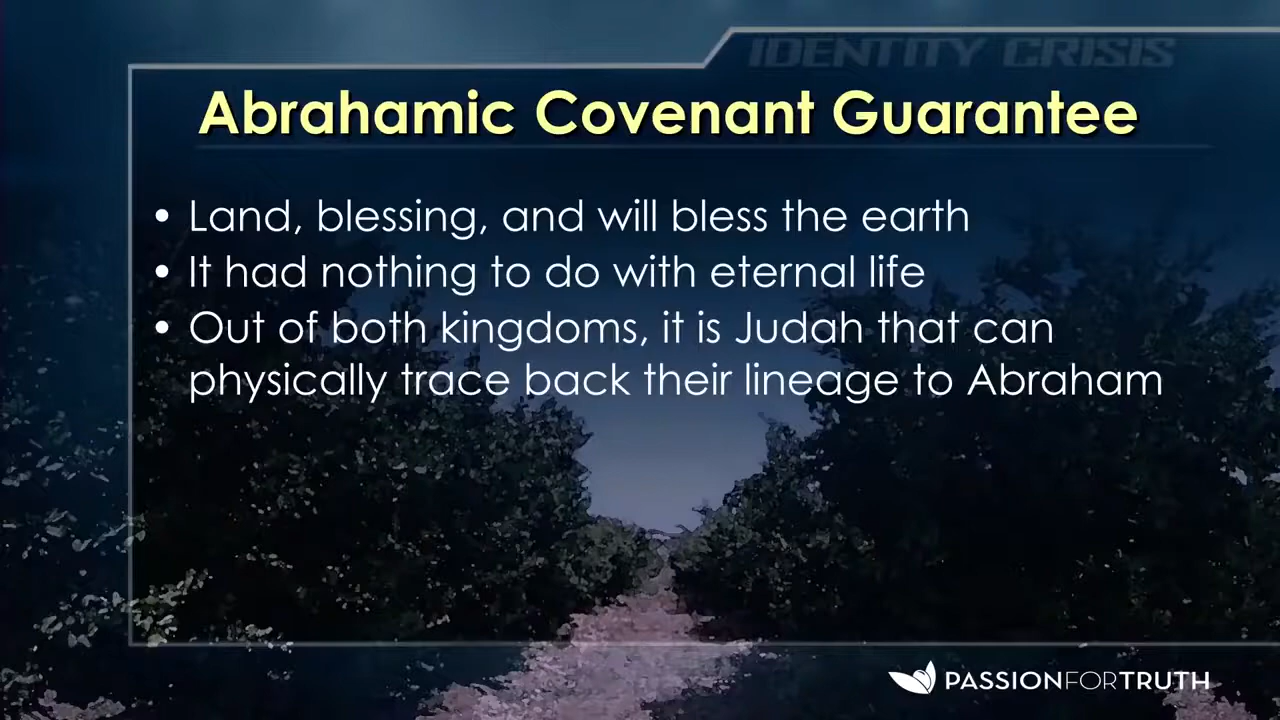 IDENTITY CRISIS
Abrahamic Covenant Guarantee
• Land, blessing, and will bless the earth
• It had nothing to do with eternal life
• Out of both kingdoms, it is Judah that can
physically trace back their lineage to Abraham
PASSIONFORTRUTH